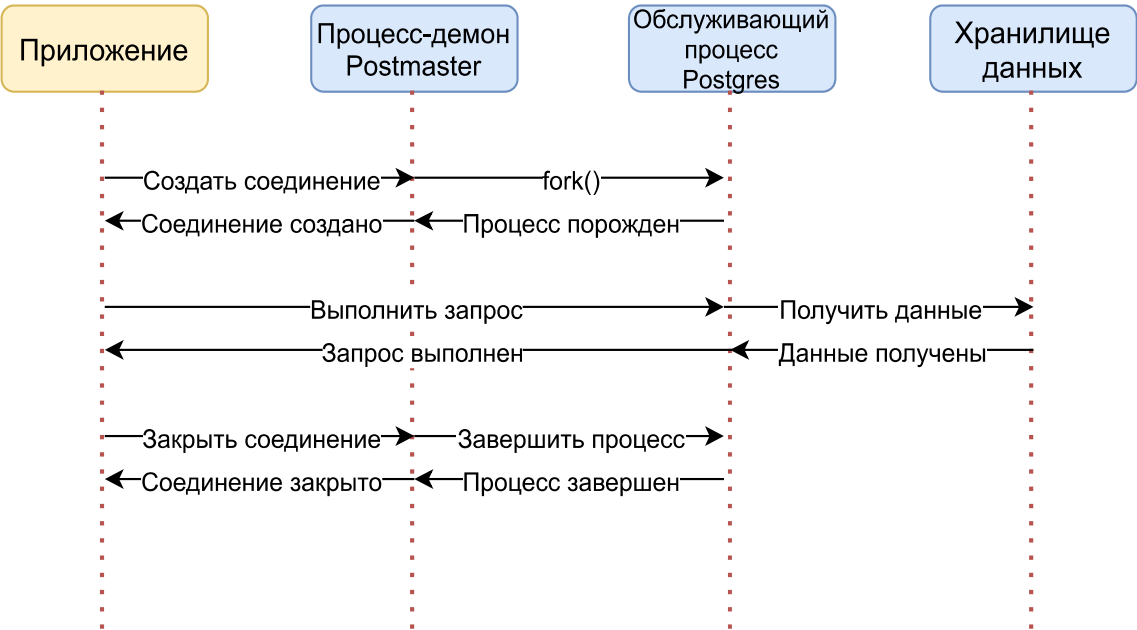 Приложение
Процесс-демон
Postmaster
Обслуживающий
процесс
Postgres
Хранилище
данных
Создать соединение
fork()
Соединение создано
Процесс порожден
Выполнить запрос
Получить данные
Запрос выполнен
Данные получены
Закрыть соединение
Завершить процесс
Соединение закрыто
Процесс завершен